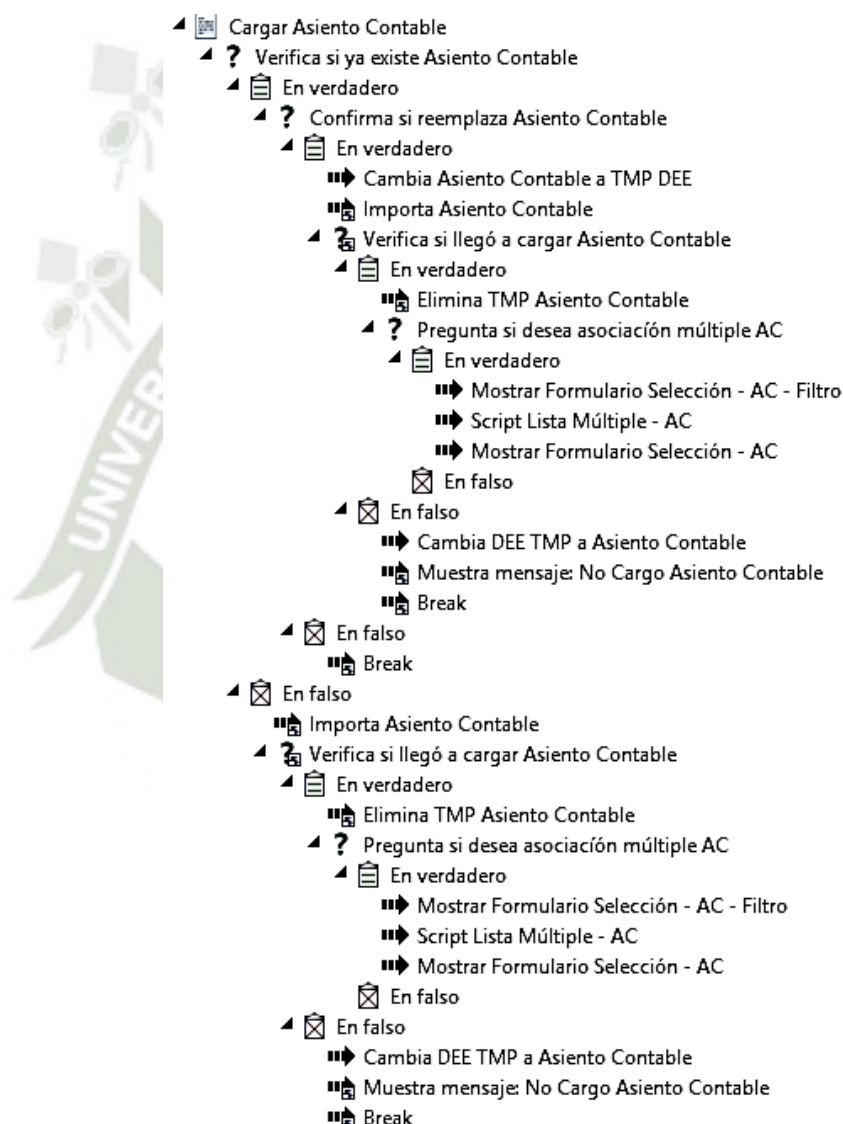 Cargar Asiento Contable
? Verifica si ya existe Asiento Contable
En verdadero
? Confirma si reemplaza Asiento Contable
En verdadero
Cambia Asiento Contable a TMP DEE
Importa Asiento Contable
? Verifica si llegó a cargar Asiento Contable
En verdadero
Elimina TMP Asiento Contable
? Pregunta si desea asociacíón múltiple AC
En verdadero
Mostrar Formulario Selección - AC - Filtro
Script Lista Múltiple - AC
Mostrar Formulario Selección - AC
En falso
En falso
Cambia DEE TMP a Asiento Contable
Muestra mensaje: No Cargo Asiento Contable
Break
En falso
Break
En falso
Importa Asiento Contable
? Verifica si llegó a cargar Asiento Contable
En verdadero
Elimina TMP Asiento Contable
? Pregunta si desea asociacíón múltiple AC
En verdadero
Mostrar Formulario Selección - AC - Filtro
Script Lista Múltiple - AC
Mostrar Formulario Selección - AC
En falso
En falso
Cambia DEE TMP a Asiento Contable
Muestra mensaje: No Cargo Asiento Contable
Break